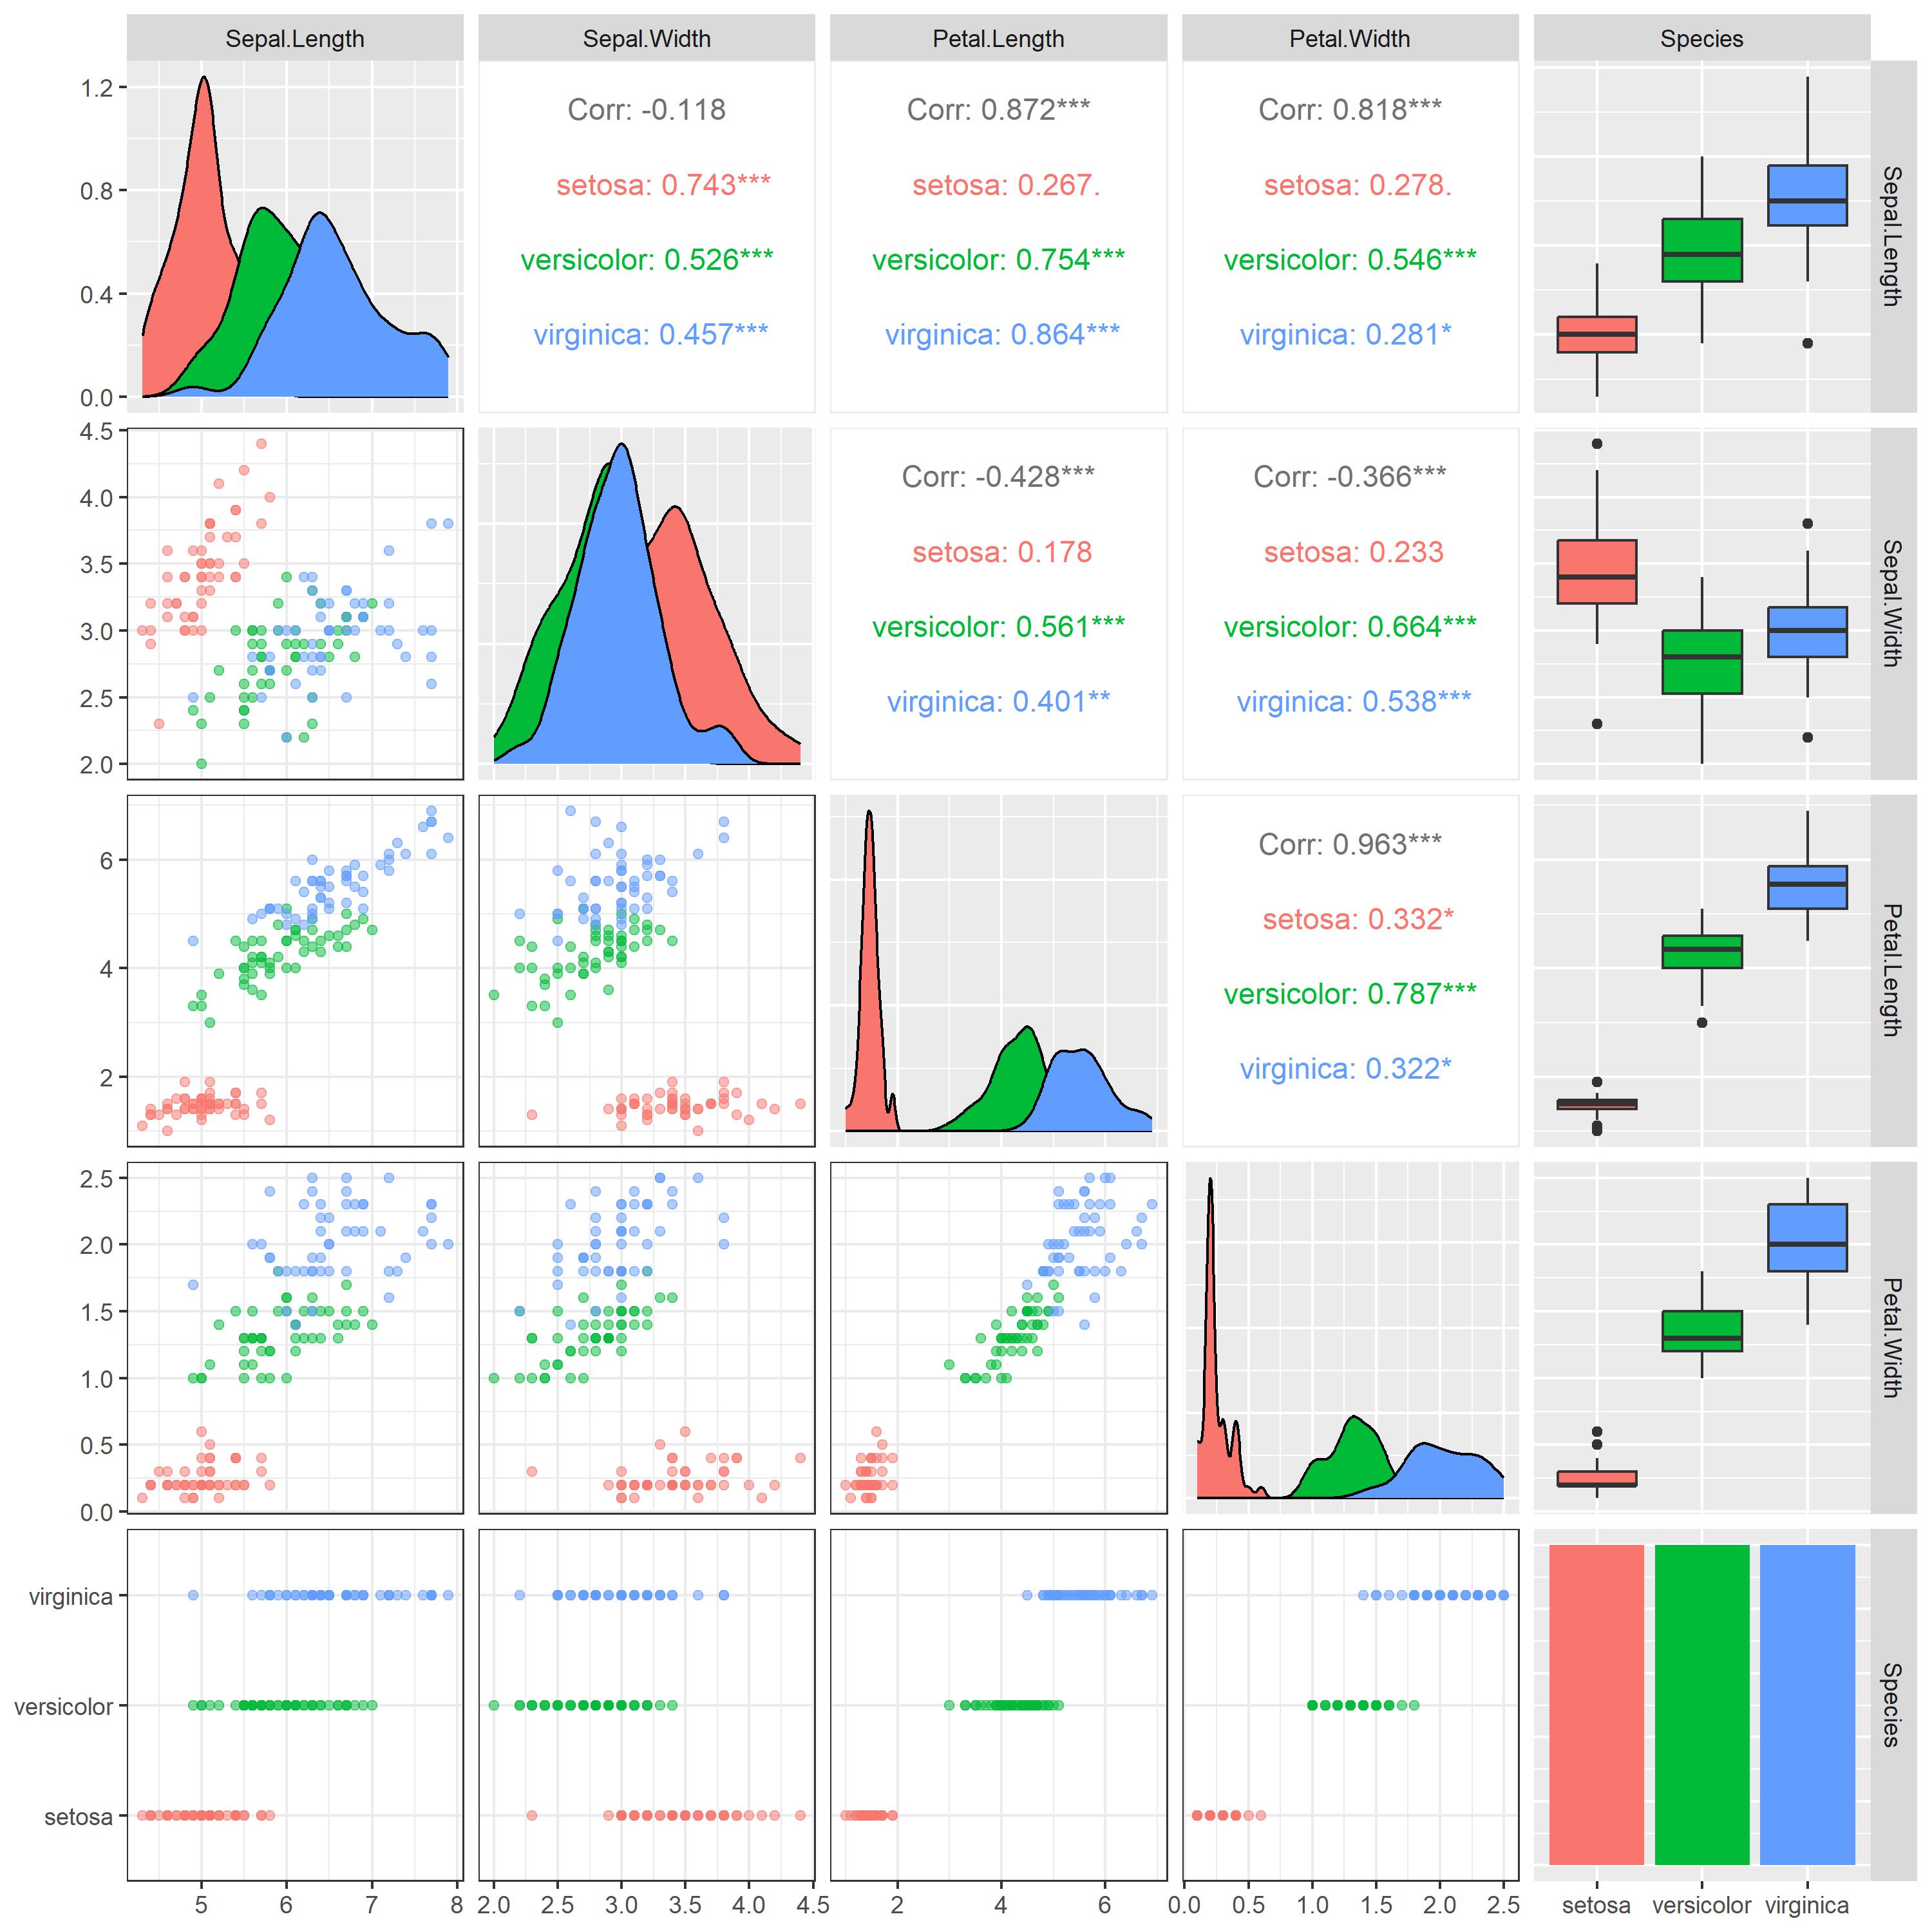 Sepal.Length Sepal.Width Petal.Length Petal.Width Species
1.2
0.8
0.4
0.0
Corr: -0.118
setosa: 0.743***
versicolor: 0.526***
virginica: 0.457***
Corr: 0.872***
setosa: 0.267.
versicolor: 0.754***
virginica: 0.864***
Corr: 0.818***
setosa: 0.278.
versicolor: 0.546***
virginica: 0.281*
Sepal.Length
4.5
4.0
3.5
3.0
2.5
2.0
Corr: -0.428***
setosa: 0.178
versicolor: 0.561***
virginica: 0.401**
Corr: -0.366***
setosa: 0.233
versicolor: 0.664***
virginica: 0.538***
Sepal.Width
6
4
2
Corr: 0.963***
setosa: 0.332*
versicolor: 0.787***
virginica: 0.322*
Petal.Length
2.5
2.0
1.5
1.0
0.5
0.0
Petal.Width
virginica
versicolor
setosa
Species
5 6 7 8
2.0 2.5 3.0 3.5 4.0 4.5
2 4 6
0.0 0.5 1.0 1.5 2.0 2.5
setosa versicolor virginica